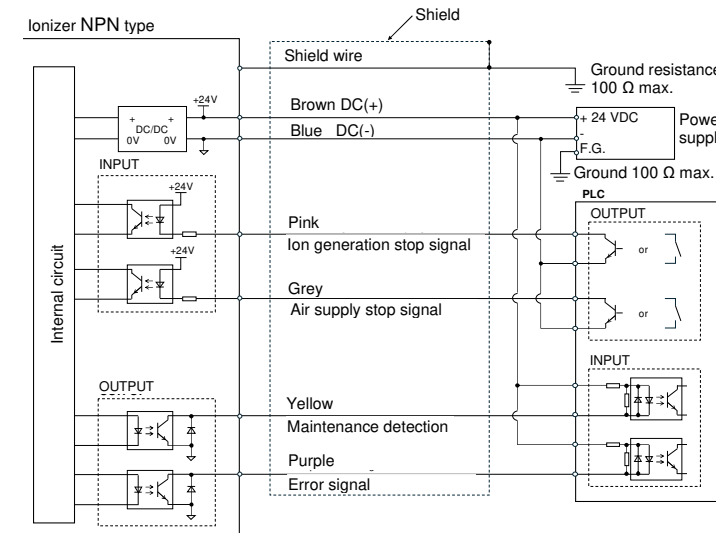 Shield
Ionizer NPN type
Shield wire
Ground resistance
100 Ω max.
Brown DC(+)
Blue DC(-)
+24V
+ +
DC/DC
0V 0V
+ 24 VDC
-
F.G.
Ground 100 Ω max.
INPUT
+24V
+24V
PLC
OUTPUT
or
or
Pink
Ion generation stop signal
Grey
Air supply stop signal
Internal circuit
INPUT
OUTPUT
Yellow
Maintenance detection
Purple
Error signal